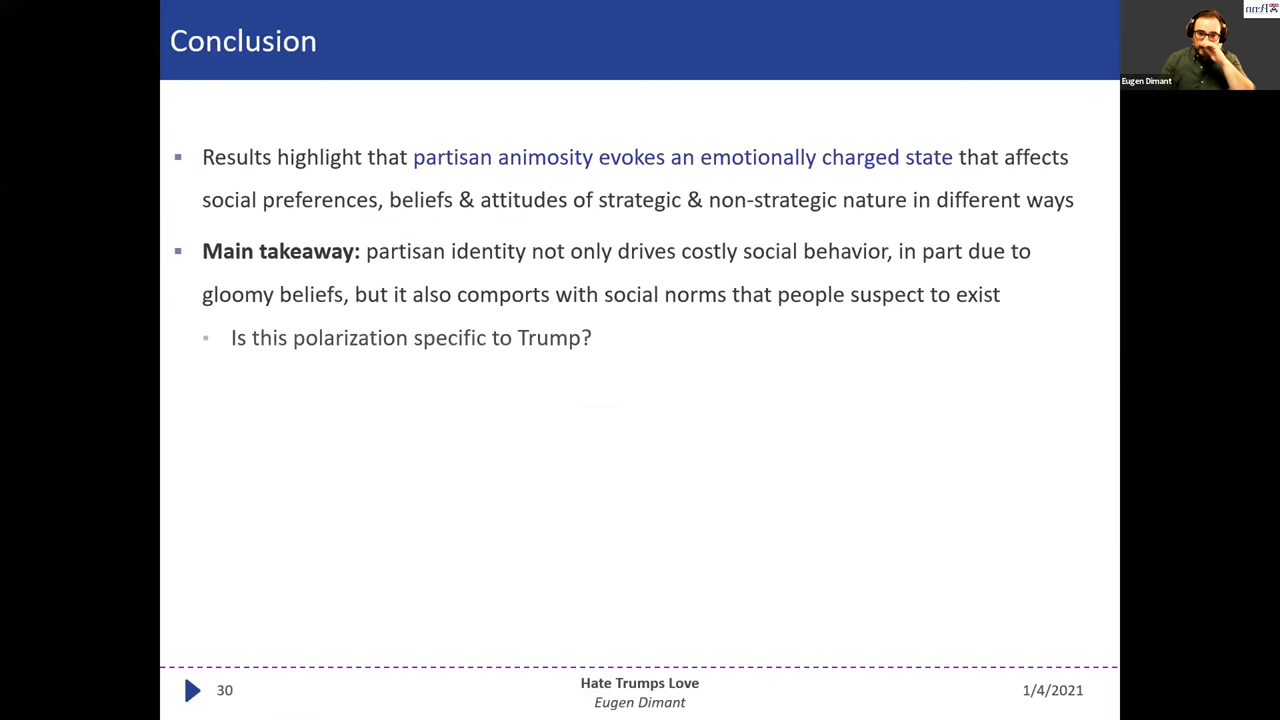 Conclusion
Eugen Dimant
▪ Results highlight that partisan animosity evokes an emotionally charged state that affects
social preferences, beliefs & attitudes of strategic & non-strategic nature in different ways
▪ Main takeaway: partisan identity not only drives costly social behavior, in part due to
gloomy beliefs, but it also comports with social norms that people suspect to exist
• Is this polarization specific to Trump?
30
Hate Trumps Love
Eugen Dimant
1/4/2021